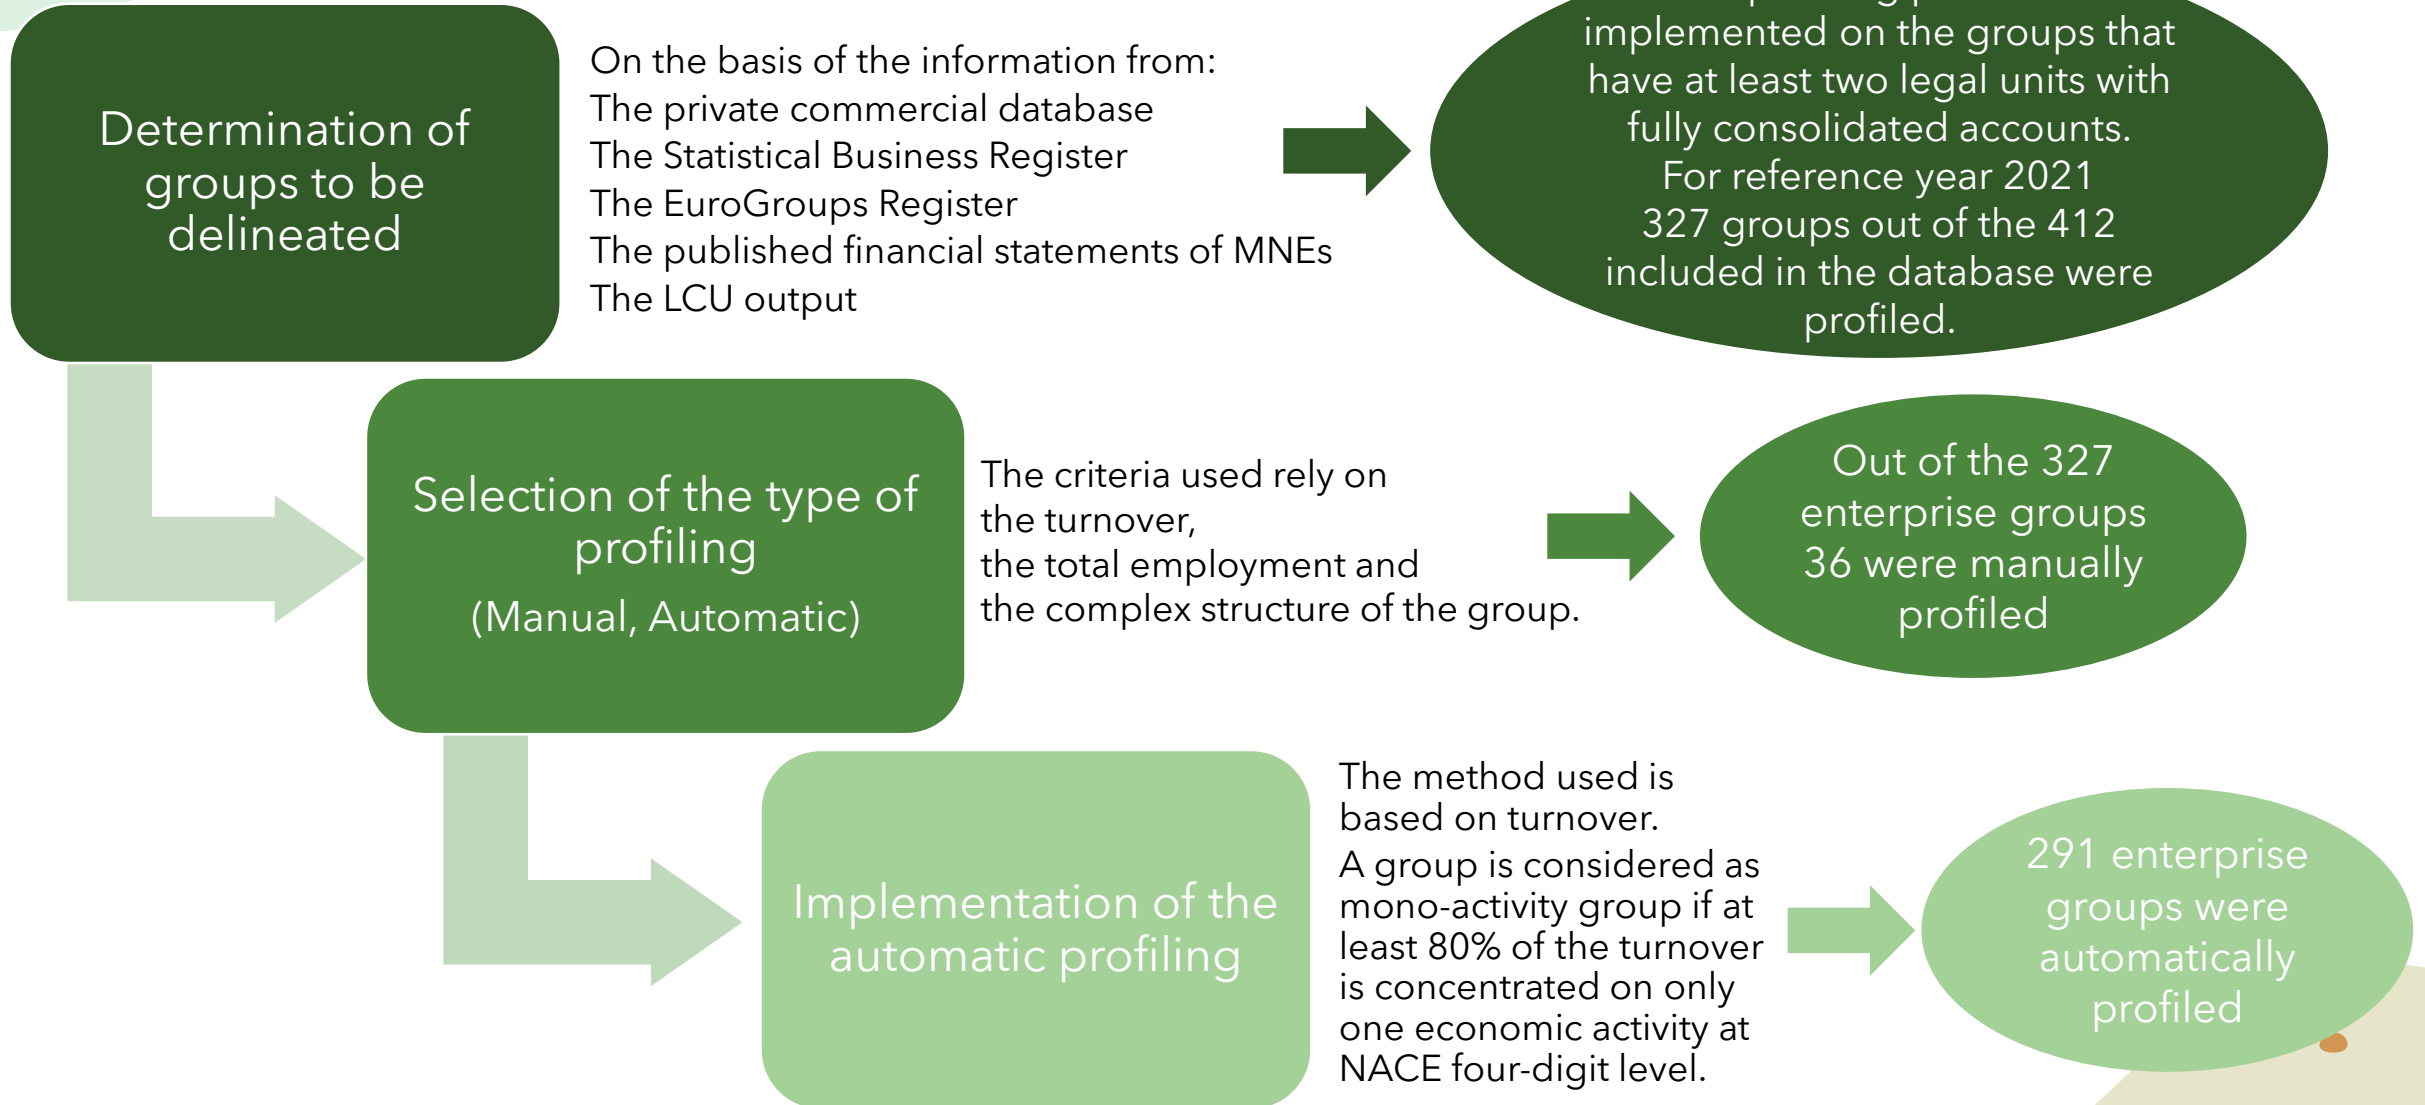 Determination of
groups to be
delineated
On the basis of the information from:
The private commercial database
The Statistical Business Register
The EuroGroups Register
The published financial statements of MNEs
The LCU output
implemented on the groups that
have at least two legal units with
fully consolidated accounts.
For reference year 2021
327 groups out of the 412
included in the database were
profiled.
Selection of the type of
profiling
(Manual, Automatic)
The criteria used rely on
the turnover,
the total employment and
the complex structure of the group.
Out of the 327
enterprise groups
36 were manually
profiled
Implementation of the
automatic profiling
The method used is
based on turnover.
A group is considered as
mono-activity group if at
least 80% of the turnover
is concentrated on only
one economic activity at
NACE four-digit level.
291 enterprise
groups were
automatically
profiled